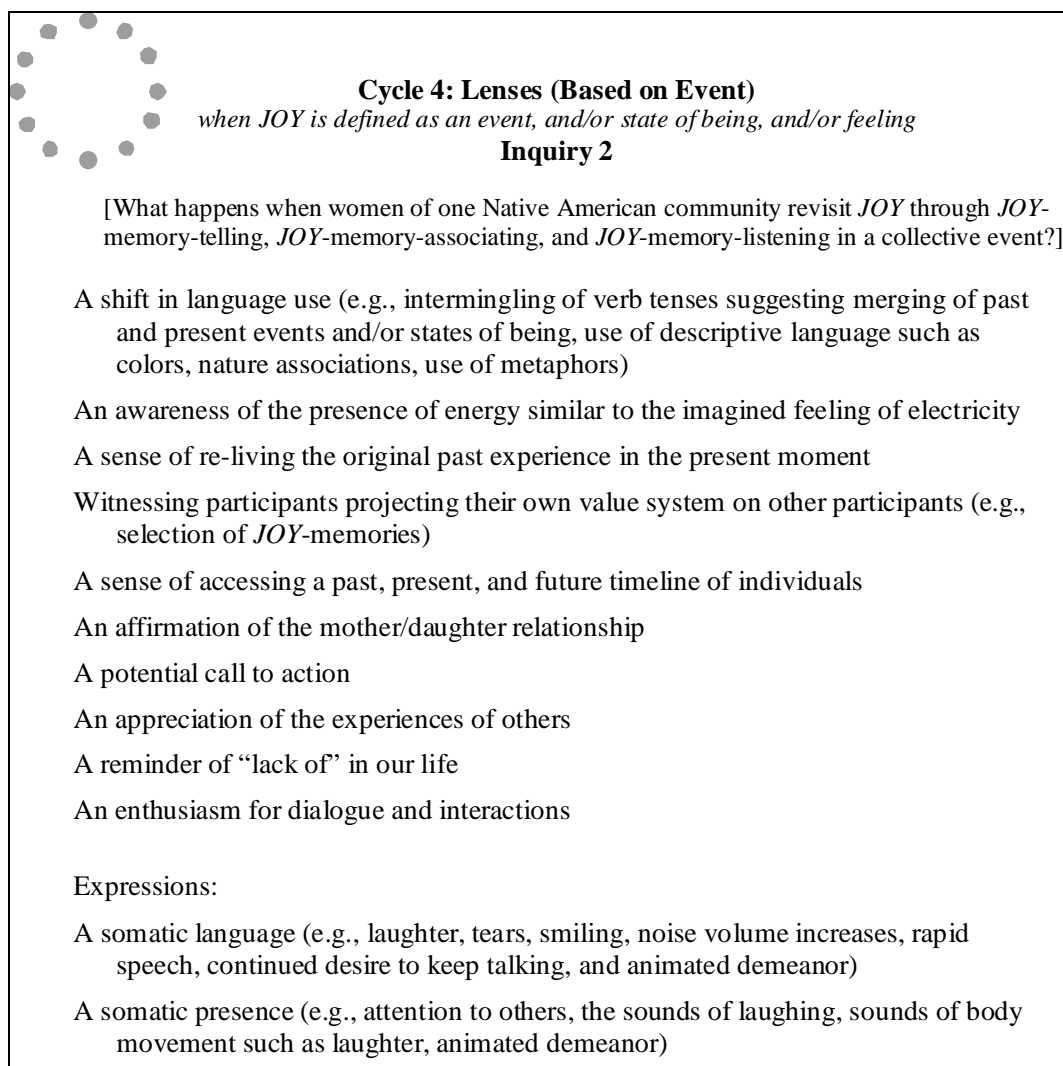 Cycle 4: Lenses (Based on Event)
when JOY is defined as an event, and/or state of being, and/or feeling
Inquiry 2
[What happens when women of one Native American community revisit JOY through JOY-
memory-telling, JOY-memory-associating, and JOY-memory-listening in a collective event?]
A shift in language use (e.g., intermingling of verb tenses suggesting merging of past
and present events and/or states of being, use of descriptive language such as
colors, nature associations, use of metaphors)
An awareness of the presence of energy similar to the imagined feeling of electricity
A sense of re-living the original past experience in the present moment
Witnessing participants projecting their own value system on other participants (e.g.,
selection of JOY-memories)
A sense of accessing a past, present, and future timeline of individuals
An affirmation of the mother/daughter relationship
A potential call to action
An appreciation of the experiences of others
A reminder of “lack of” in our life
An enthusiasm for dialogue and interactions
Expressions:
A somatic language (e.g., laughter, tears, smiling, noise volume increases, rapid
speech, continued desire to keep talking, and animated demeanor)
A somatic presence (e.g., attention to others, the sounds of laughing, sounds of body
movement such as laughter, animated demeanor)